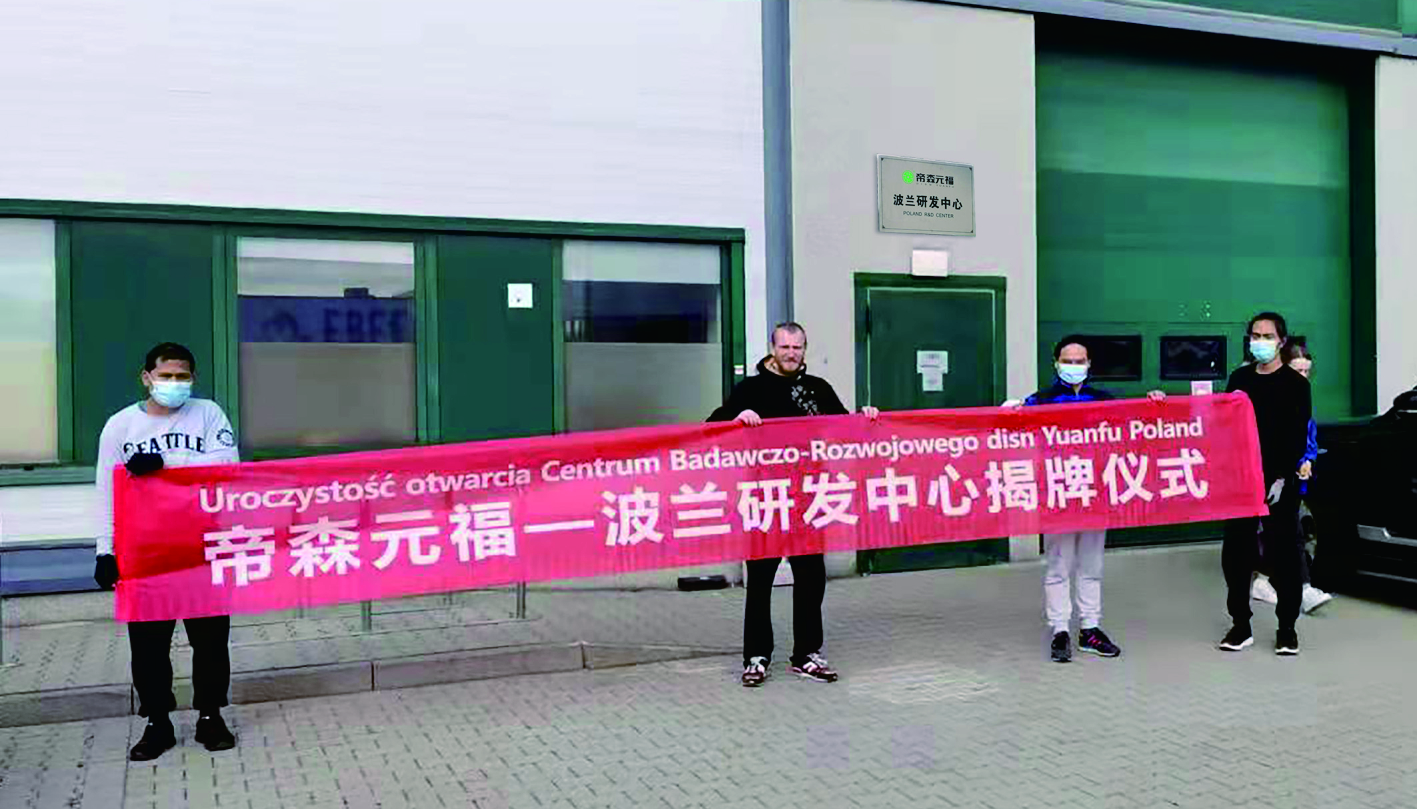 帝森元福
波兰研发中心
POLAND R&D CENTER
SEATTLE
Uroczystość otwarcia Centrum Badawczo-Rozwojowego disn Yuanfu Poland
帝森元福—波兰研发中心揭牌仪式